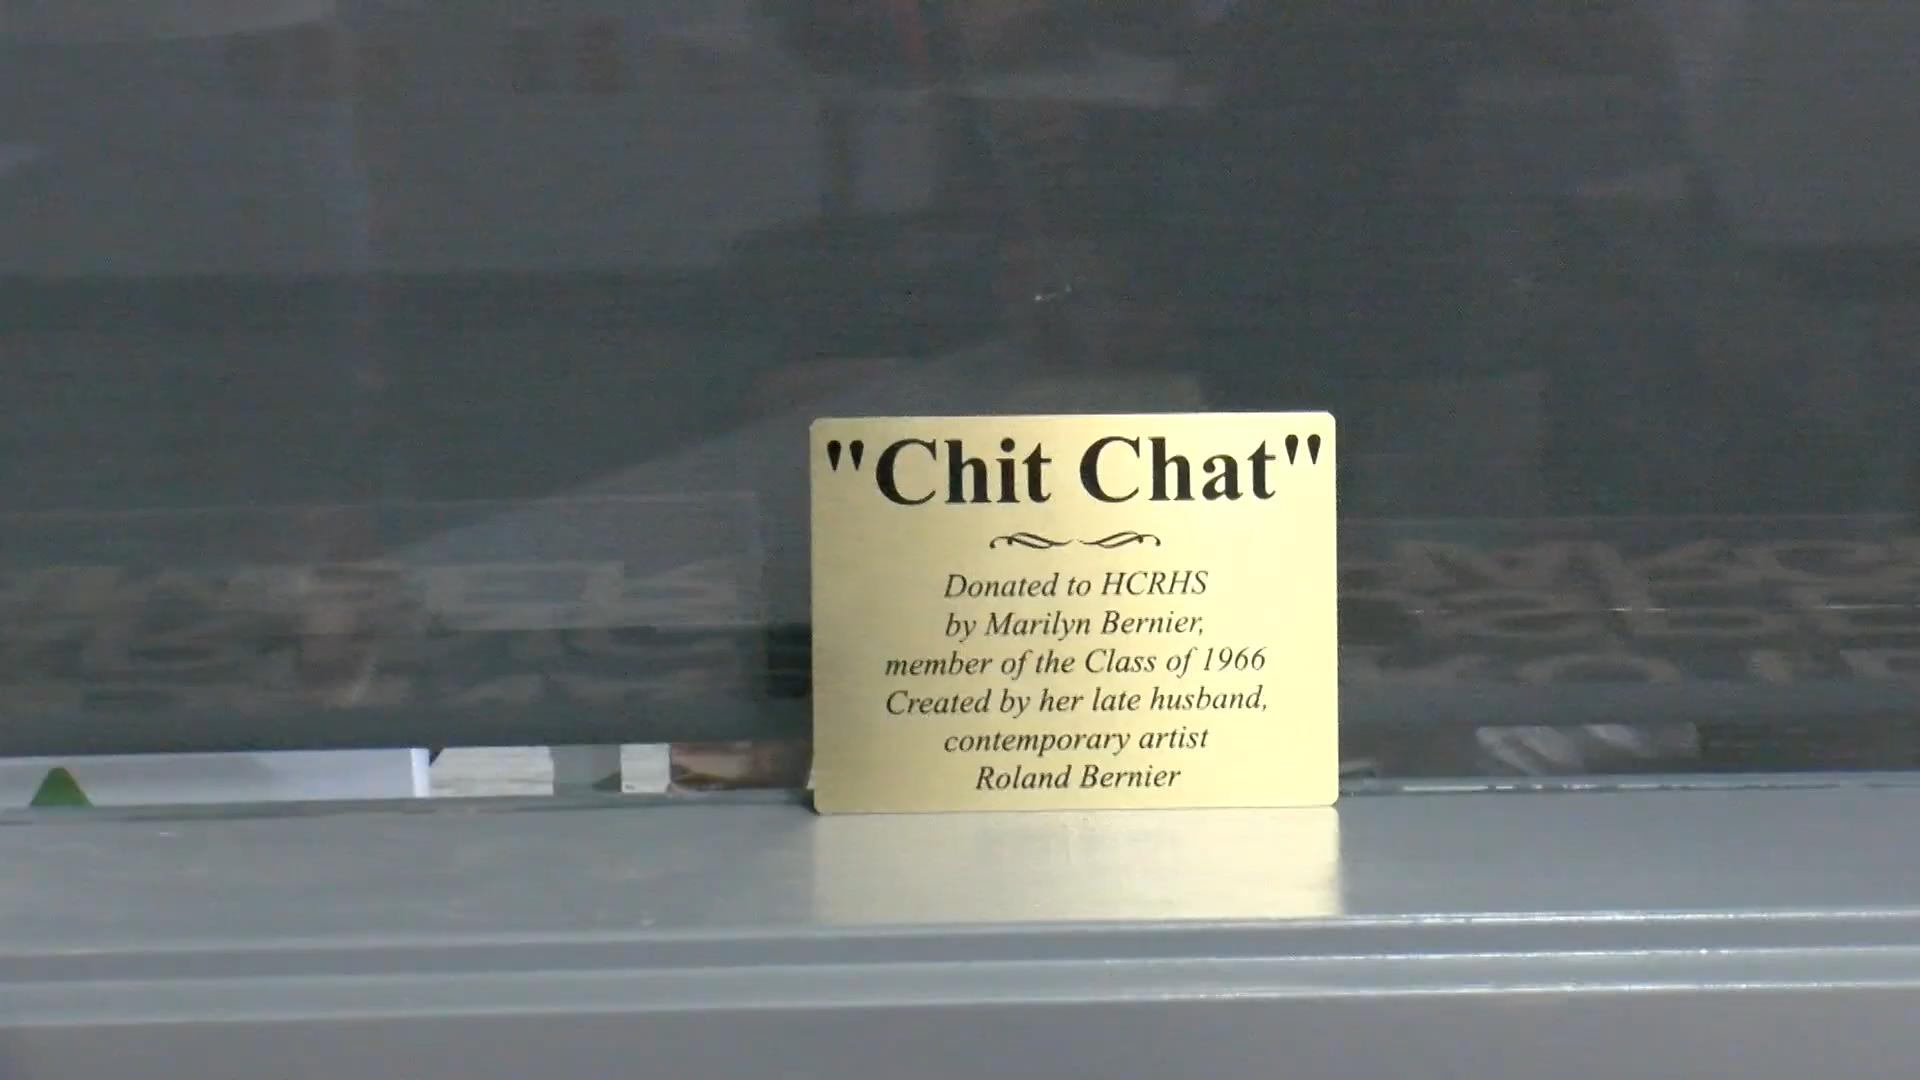 "Chit Chat"
Donated to HCRHS
by Marilyn Bernier,
member of the Class of 1966
Created by her late husband,
contemporary artist
Roland Bernier